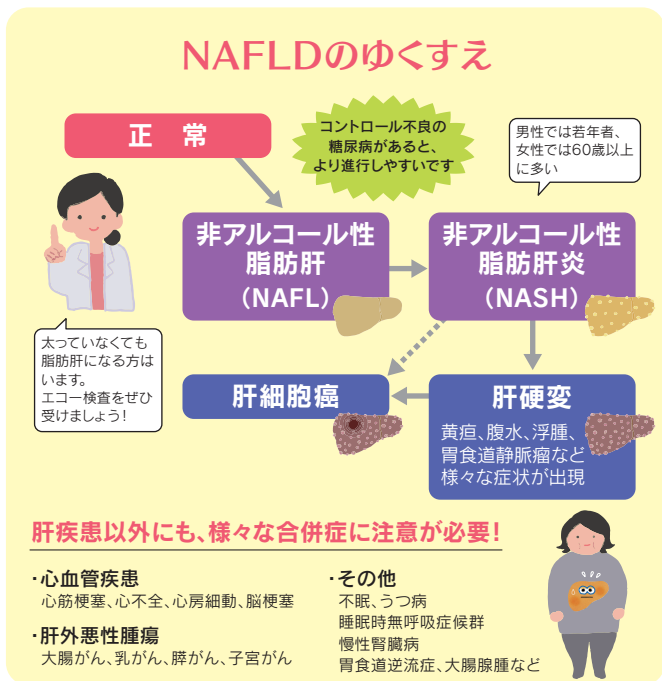 NAFLDのゆくすえ
正　常
コントロール不良の
糖尿病があると、
より進行しやすいです
男性では若年者、
女性では60歳以上
に多い
非アルコール性
脂肪肝
(NAFL)
非アルコール性
脂肪肝炎
(NASH)
太っていなくても
脂肪肝になる方は
います。
エコー検査をぜひ
受けましょう!
肝細胞癌
肝硬変
黄疸、腹水、浮腫、
胃食道静脈瘤など
様々な症状が出現
肝疾患以外にも、様々な合併症に注意が必要!
・心血管疾患
心筋梗塞、心不全、心房細動、脳梗塞
・肝外悪性腫瘍
大腸がん、乳がん、膵がん、子宮がん
・その他
不眠、うつ病
睡眠時無呼吸症候群
慢性腎臓病
胃食道逆流症、大腸腺腫など